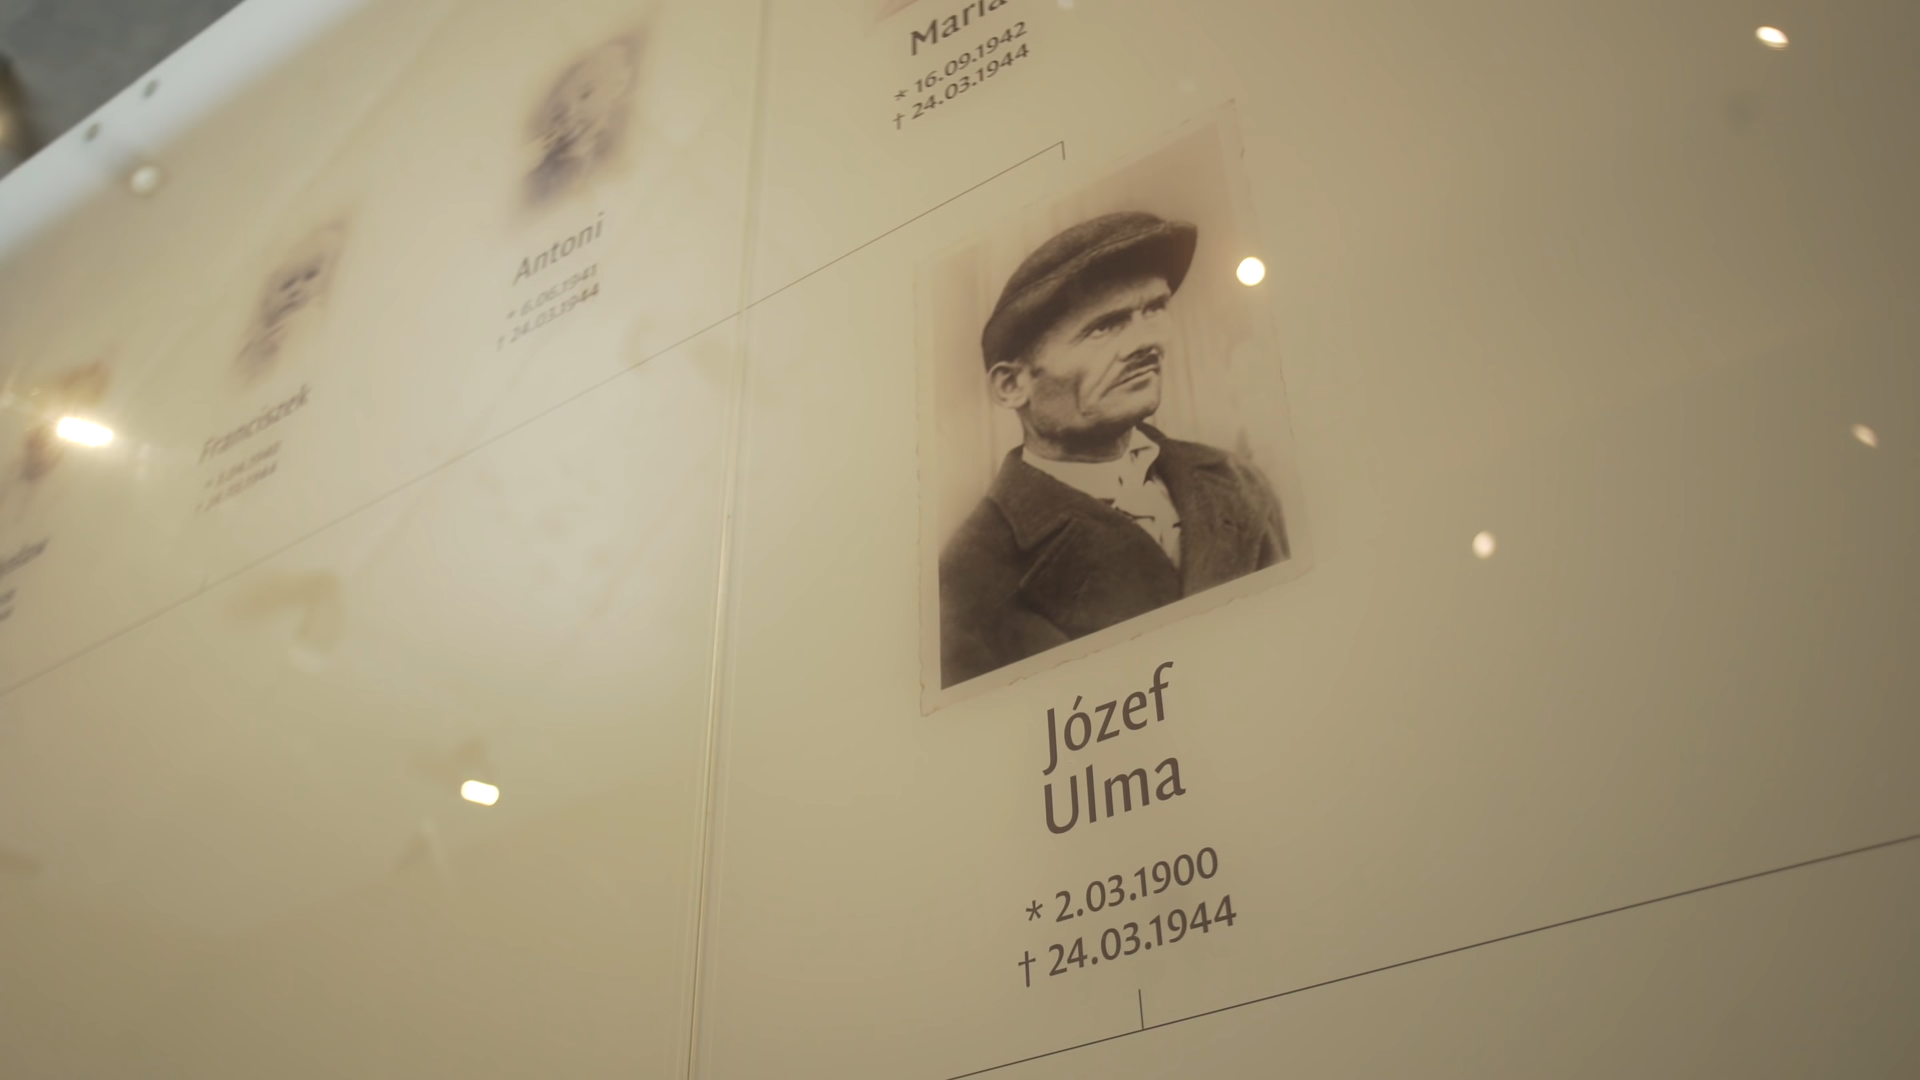 Maria
* 16.09.1942
† 24.03.1944
Antoni
* 6.06.1941
† 24.03.1944
Franciszek
Józef
Ulma
* 2.03.1900
† 24.03.1944